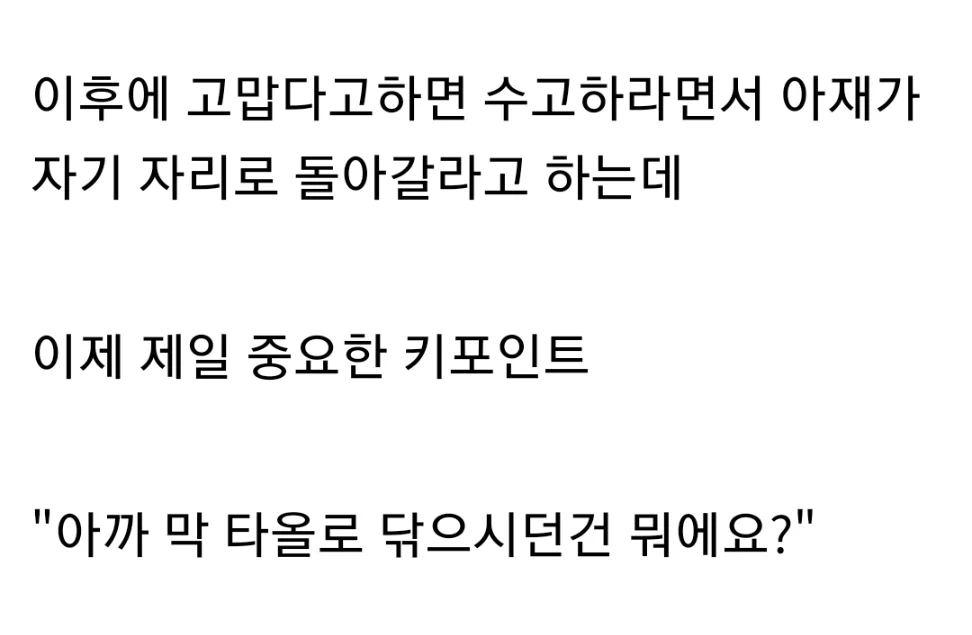 이후에 고맙다고하면 수고하라면서 아재가
자기 자리로 돌아갈라고 하는데
이제 제일 중요한 키포인트
"아까 막 타올로 닦으시던건 뭐에요?"